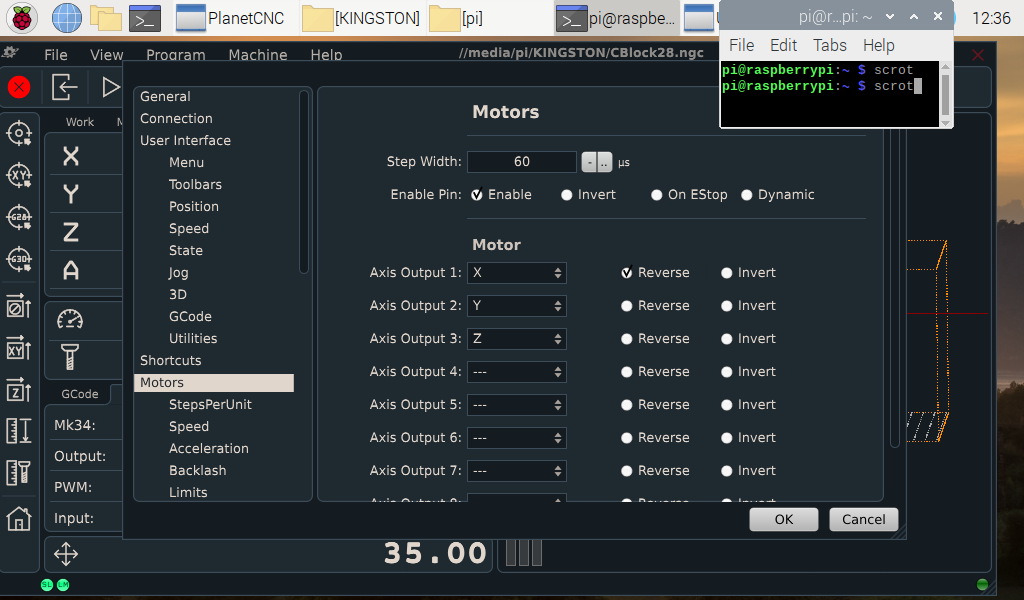 PlanetCNC
[KINGSTON]
[pi]
pi@raspbe...
pi@r...pi: ~
12:36
File Edit Tabs Help
pi@raspberrypi:~ $ scrot
pi@raspberrypi:~ $ scrot
File View Program Machine Help
//media/pi/KINGSTON/CBlock28.ngc
Work
X
Y
Z
A
GCode
Mk34:
Output:
PWM:
Input:
General
Connection
User Interface
Menu
Toolbars
Position
Speed
State
Jog
3D
GCode
Utilities
Shortcuts
Motors
StepsPerUnit
Speed
Acceleration
Backlash
Limits
Motors
Step Width: 60 - .. µs
Enable Pin: Enable Invert On EStop Dynamic
Motor
Axis Output 1: X Reverse Invert
Axis Output 2: Y Reverse Invert
Axis Output 3: Z Reverse Invert
Axis Output 4: --- Reverse Invert
Axis Output 5: --- Reverse Invert
Axis Output 6: --- Reverse Invert
Axis Output 7: --- Reverse Invert
OK Cancel
35.00
SL LM